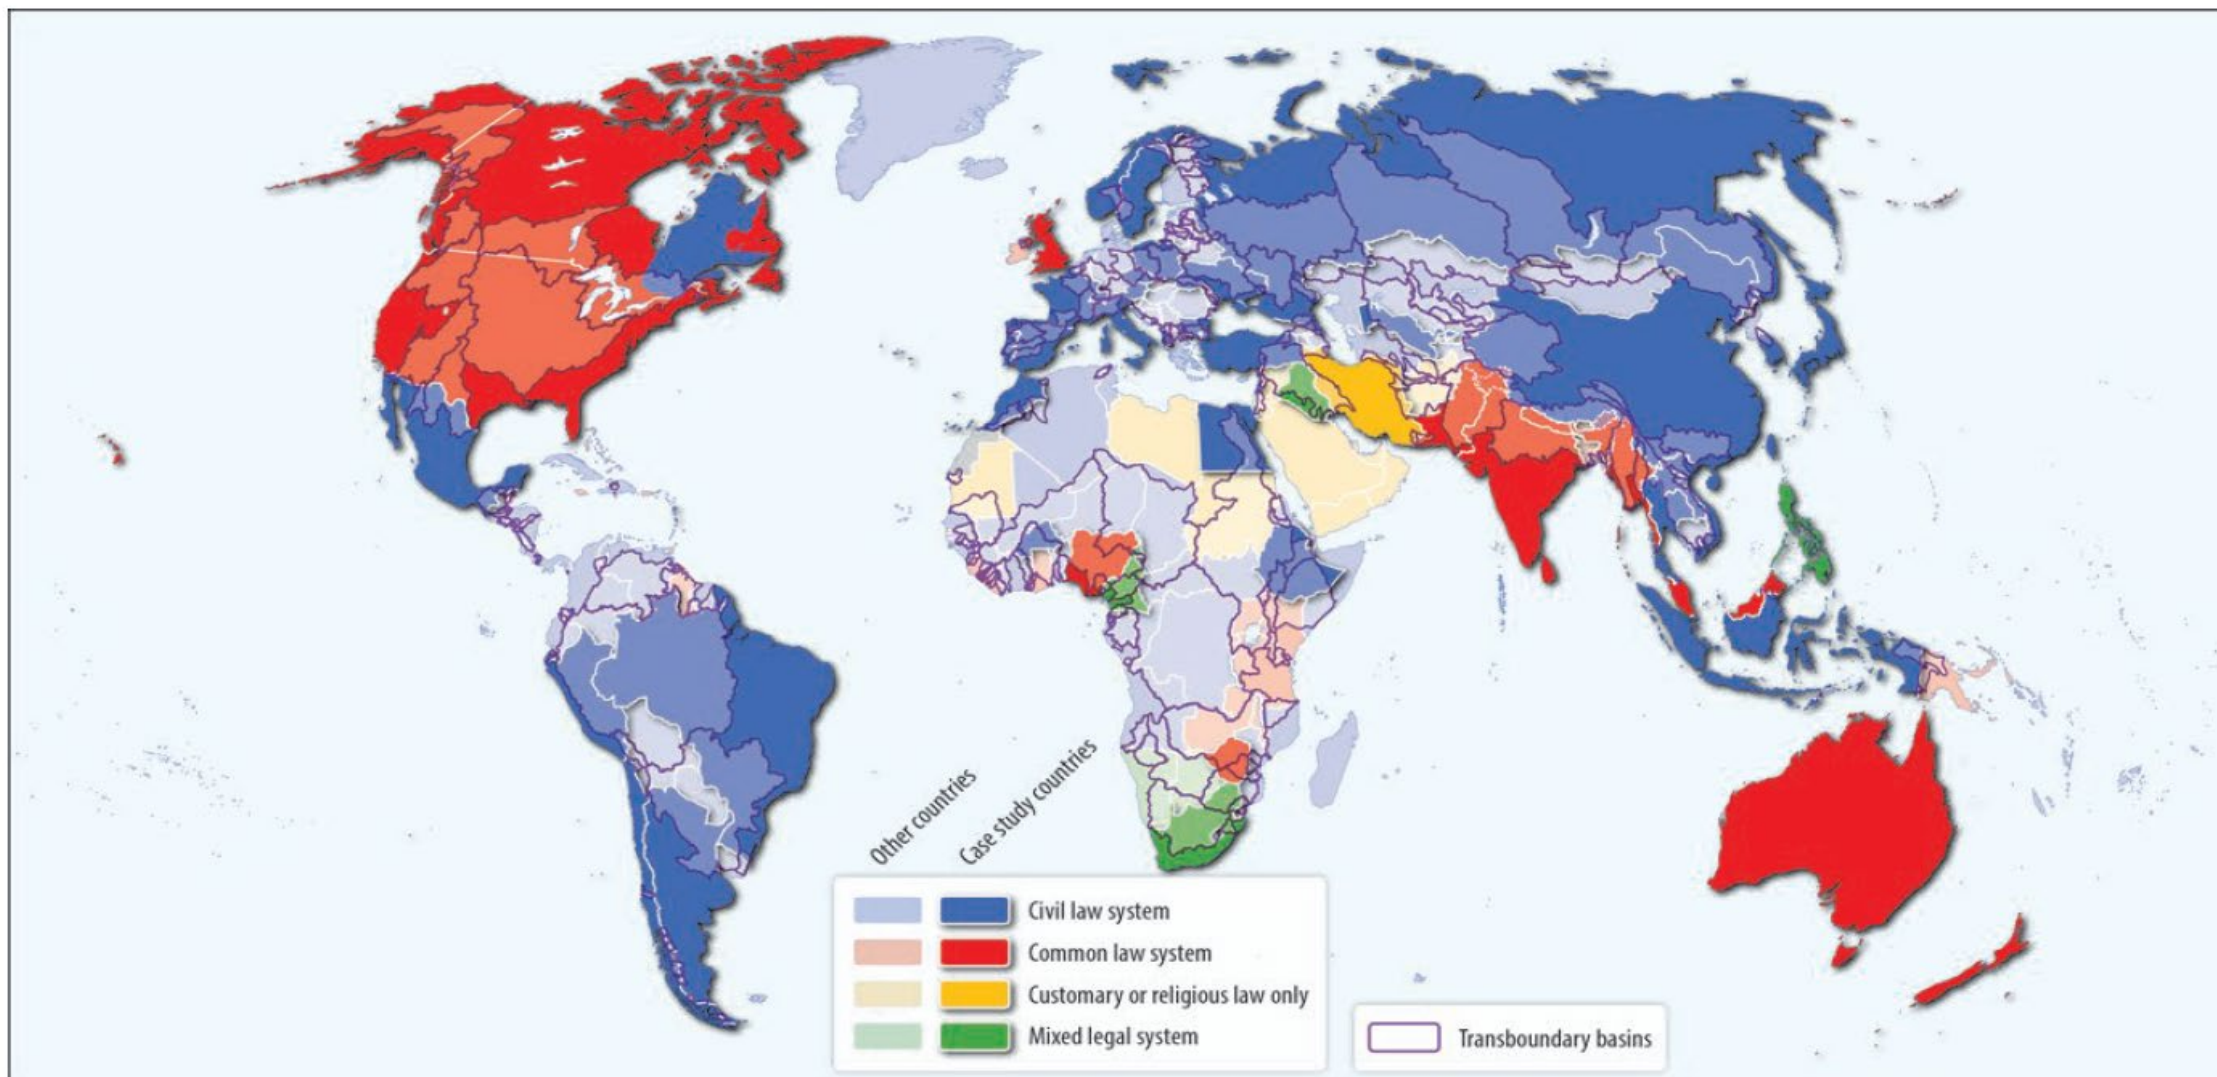 Other countries
Case study countries
Civil law system
Common law system
Customary or religious law only
Mixed legal system
Transboundary basins